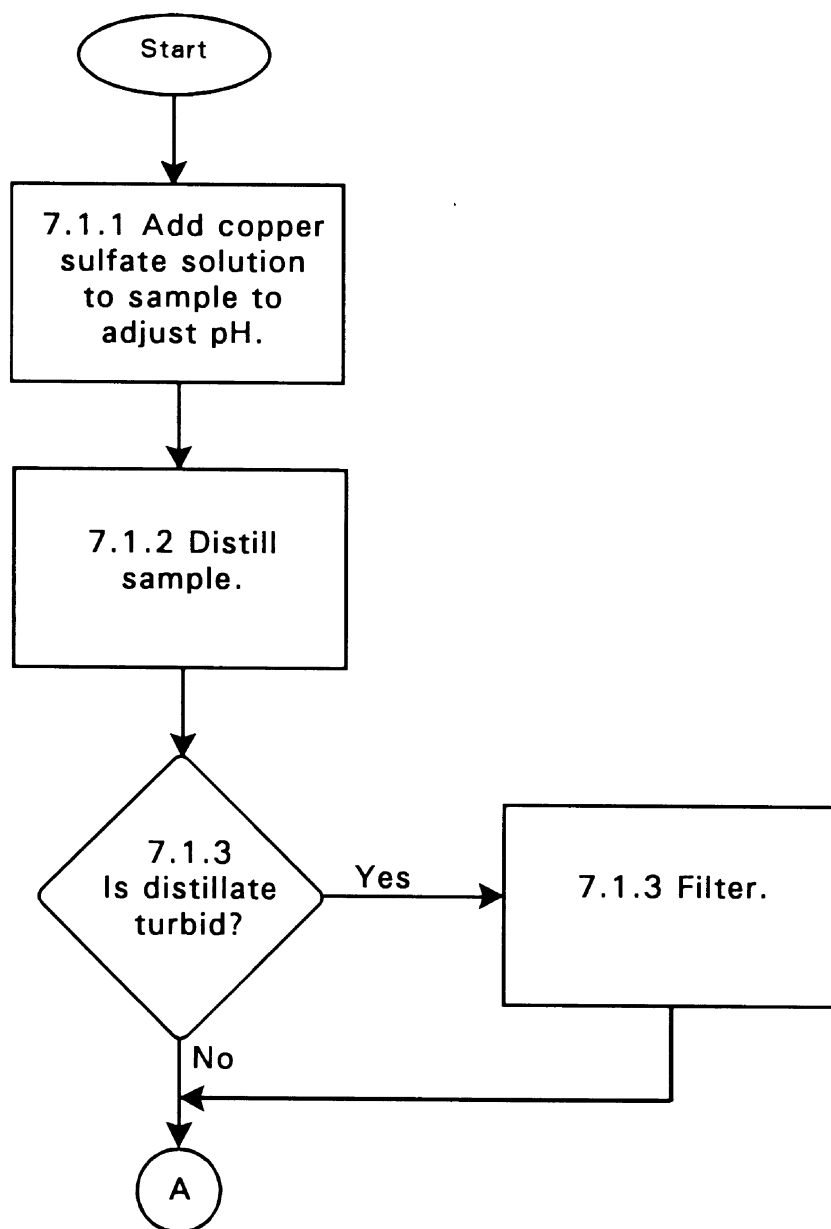 Start
7.1.1 Add copper
sulfate solution
to sample to
adjust pH.
7.1.2 Distill
sample.
7.1.3
Is distillate
turbid?
Yes
7.1.3 Filter.
No
A